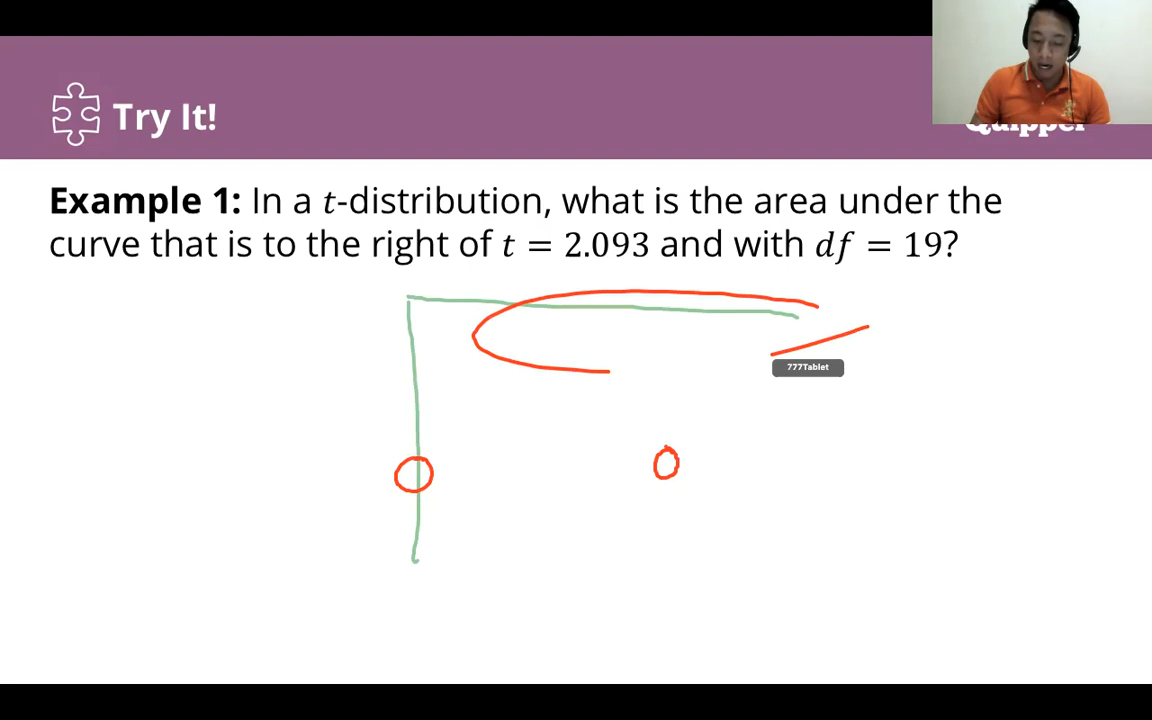 Try It!
Quipper
Example 1: In a t-distribution, what is the area under the
curve that is to the right of t = 2.093 and with df = 19?
777Tablet